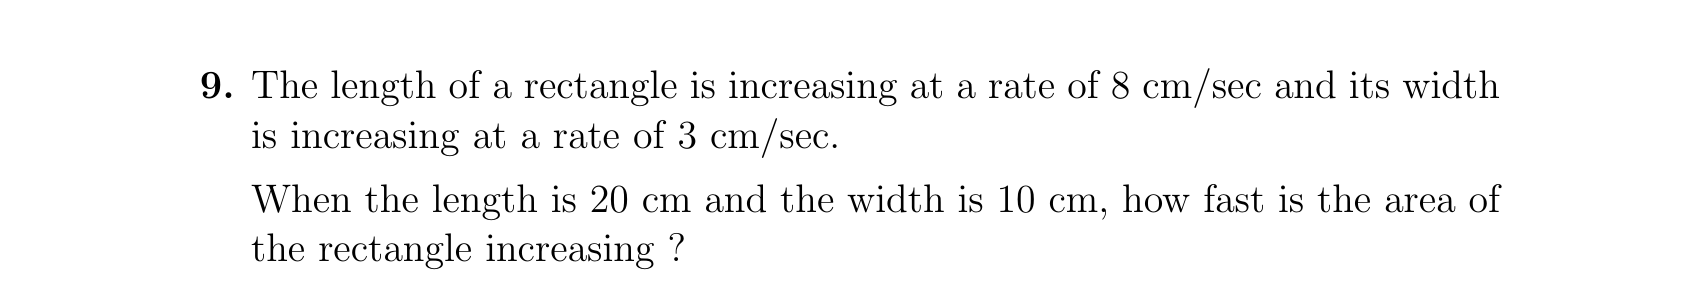 9. The length of a rectangle is increasing at a rate of 8 cm/sec and its width
is increasing at a rate of 3 cm/sec.
When the length is 20 cm and the width is 10 cm, how fast is the area of
the rectangle increasing ?